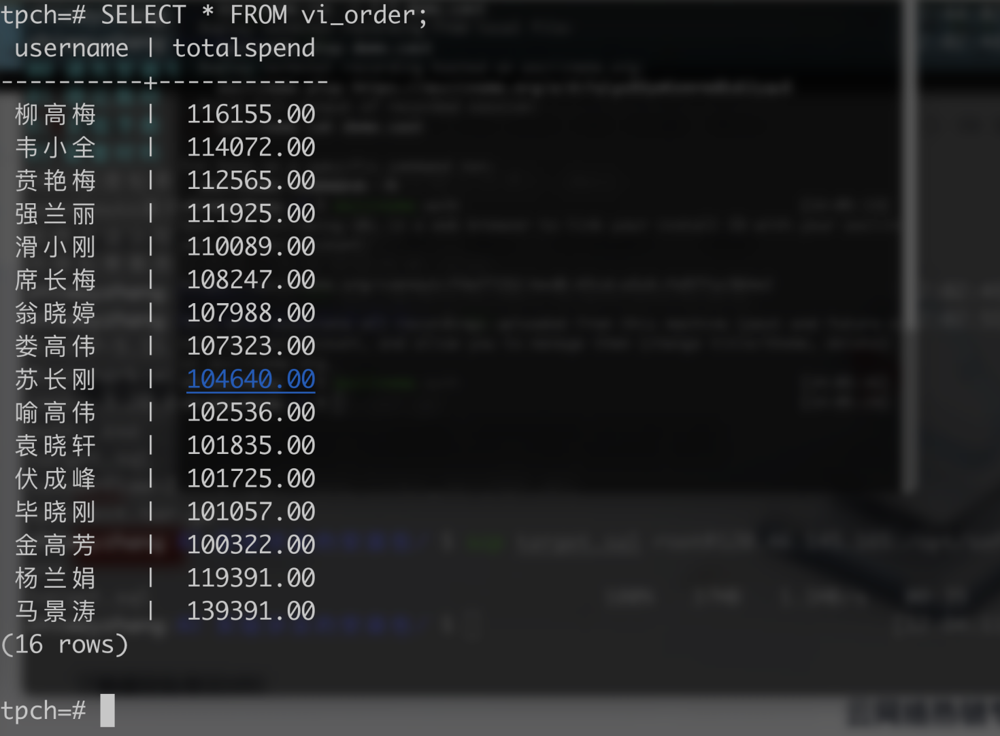 tpch=# SELECT * FROM vi_order;
username | totalspend
----------+------------
柳高梅 | 116155.00
韦小全 | 114072.00
贲艳梅 | 112565.00
强兰丽 | 111925.00
滑小刚 | 110089.00
席长梅 | 108247.00
翁晓婷 | 107988.00
娄高伟 | 107323.00
苏长刚 | 104640.00
喻高伟 | 102536.00
袁晓轩 | 101835.00
伏成峰 | 101725.00
毕晓刚 | 101057.00
金高芳 | 100322.00
杨兰娟 | 119391.00
马景涛 | 139391.00
(16 rows)
tpch=#